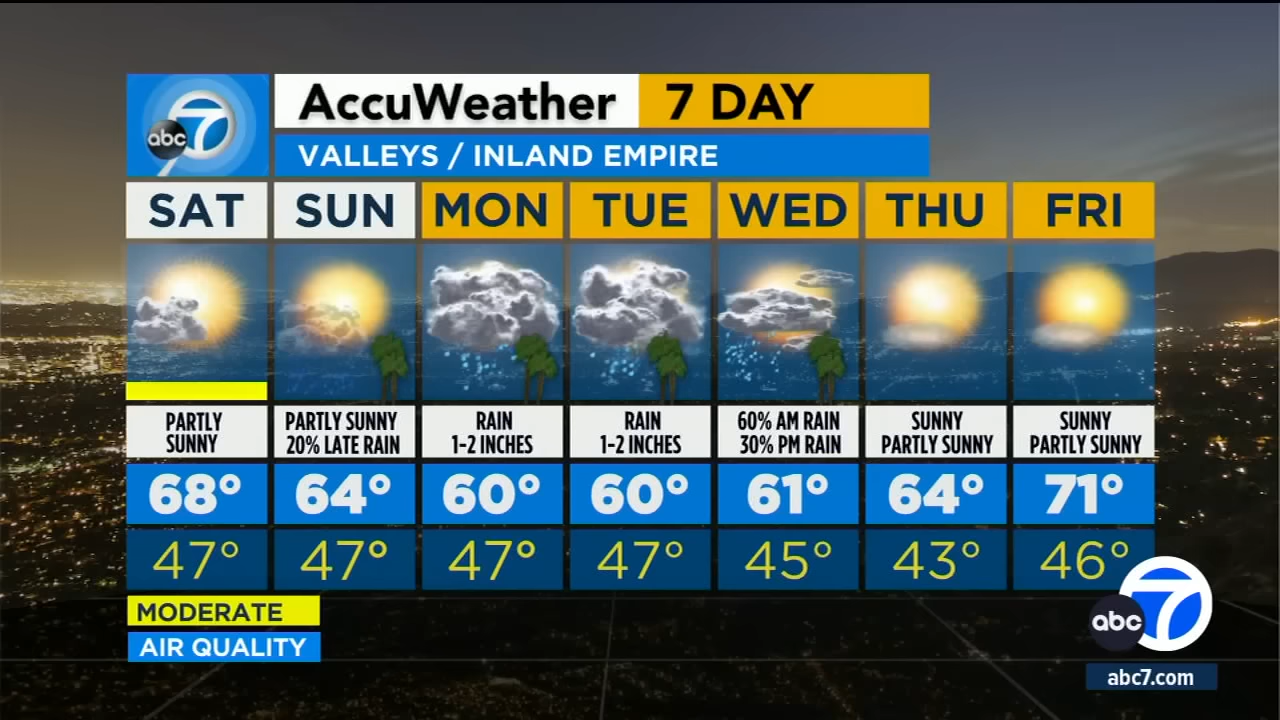 abc 7
AccuWeather 7 DAY
VALLEYS / INLAND EMPIRE
SAT SUN MON TUE WED THU FRI
PARTLY PARTLY SUNNY RAIN RAIN 60% AM RAIN SUNNY SUNNY
SUNNY 20% LATE RAIN 1-2 INCHES 1-2 INCHES 30% PM RAIN PARTLY SUNNY PARTLY SUNNY
68° 64° 60° 60° 61° 64° 71°
47° 47° 47° 47° 45° 43° 46°
MODERATE
AIR QUALITY
abc 7
abc7.com